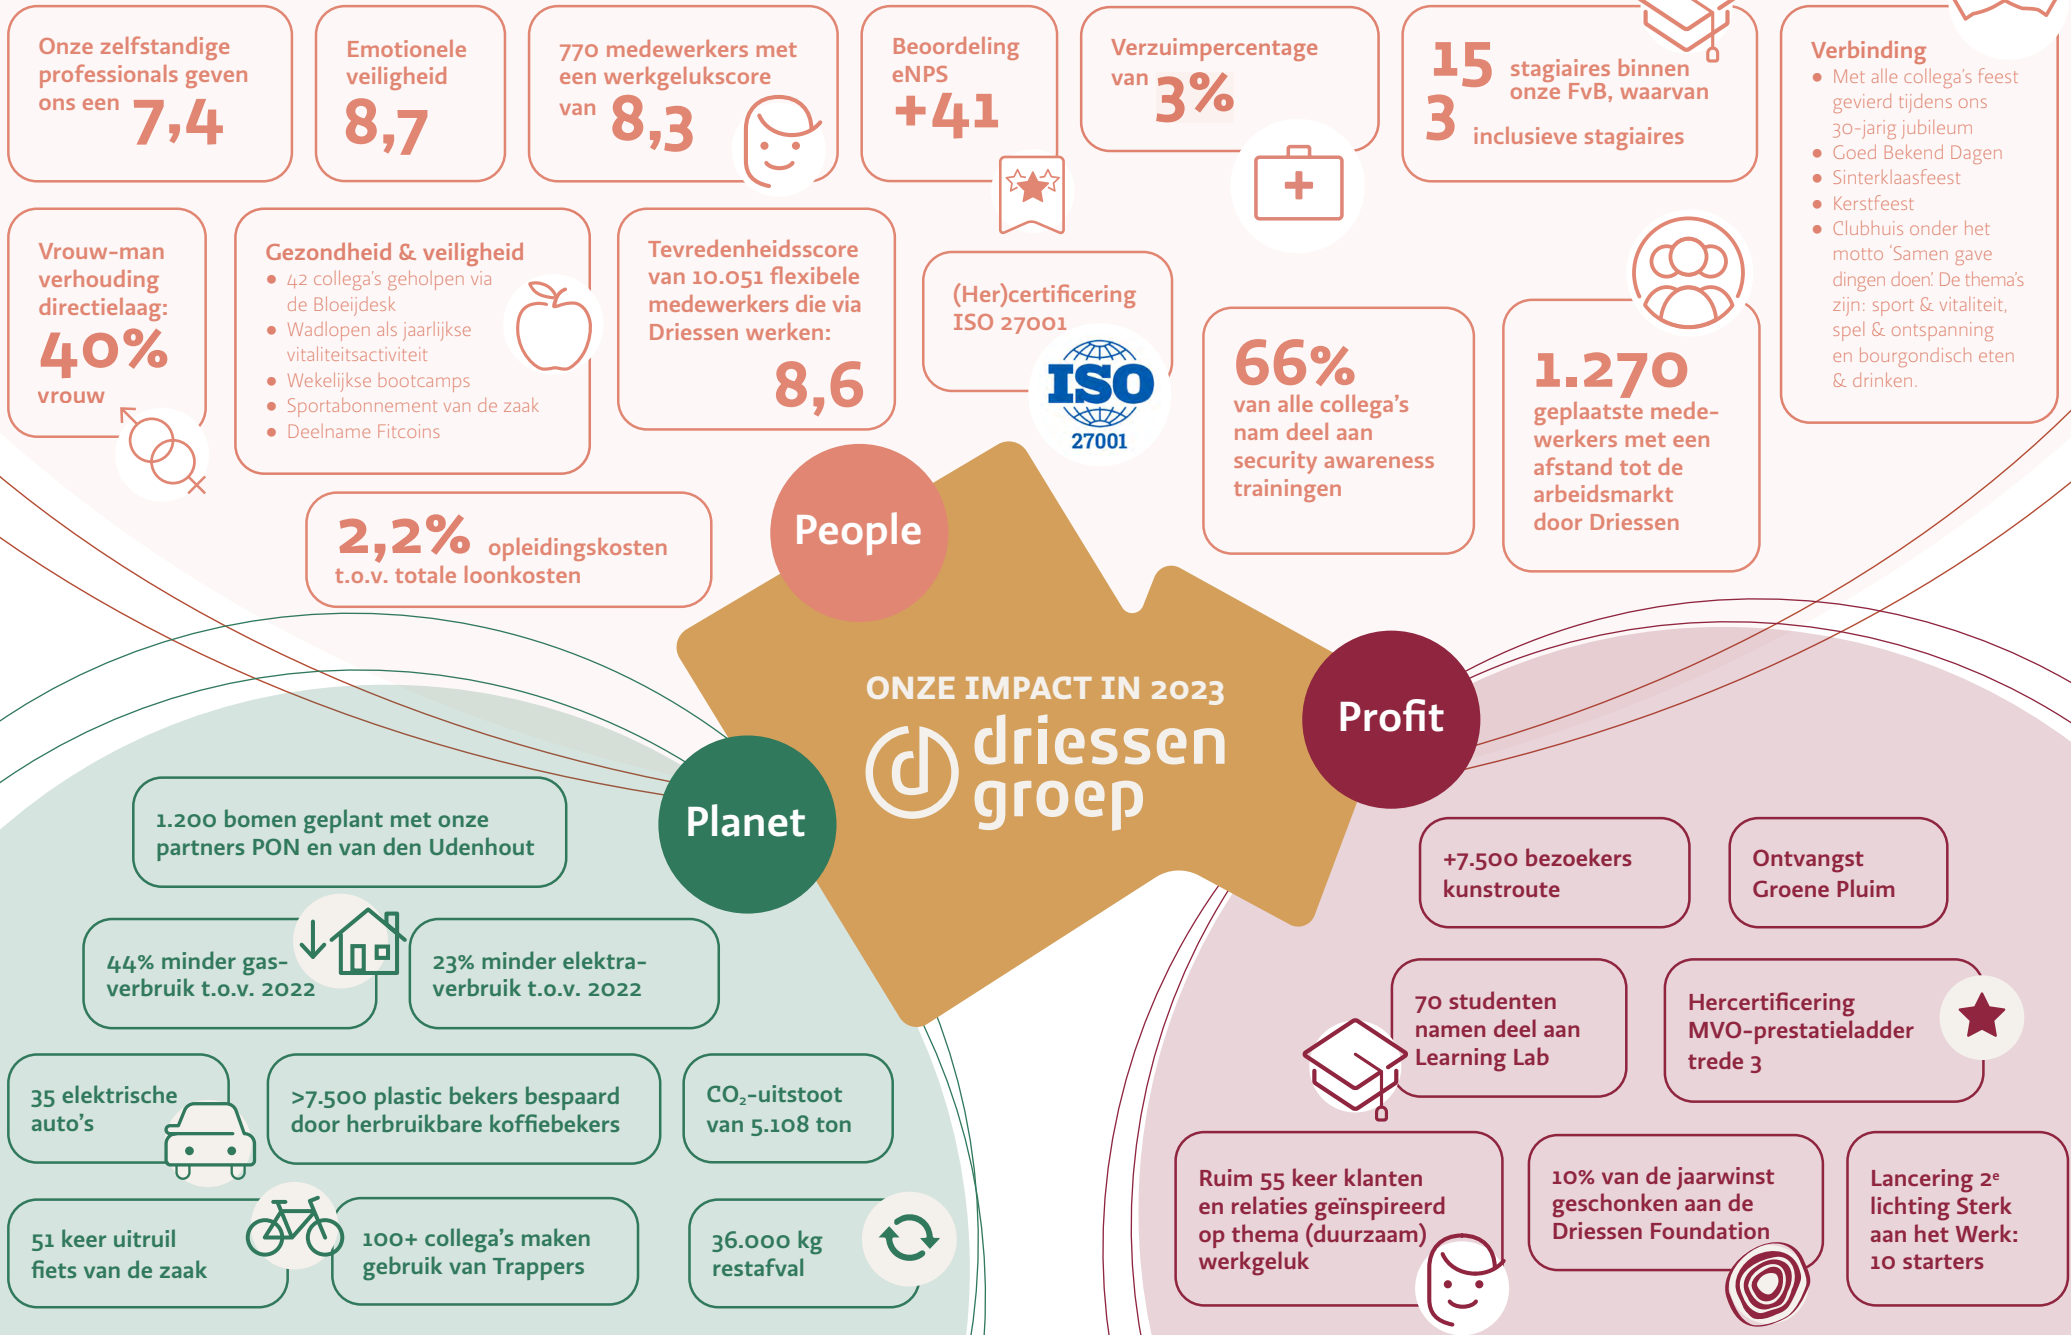 Onze zelfstandige
professionals geven
ons een 7,4
Emotionele
veiligheid
8,7
770 medewerkers met
een werkgelukscore
van 8,3
Beoordeling
eNPS
+41
Verzuimpercentage
van 3%
15 stagiaires binnen
onze FvB, waarvan
3 inclusieve stagiaires
Verbinding
• Met alle collega's feest
gevierd tijdens ons
30-jarig jubileum
• Goed Bekend Dagen
• Sinterklaasfeest
• Kerstfeest
• Clubhuis onder het
motto 'Samen gave
dingen doen'. De thema's
zijn: sport & vitaliteit,
spel & ontspanning
en bourgondisch eten
& drinken.
Vrouw-man
verhouding
directielaag:
40%
vrouw
Gezondheid & veiligheid
• 42 collega's geholpen via
de Bloeijdesk
• Wadlopen als jaarlijkse
vitaliteitsactiviteit
• Wekelijkse bootcamps
• Sportabonnement van de zaak
• Deelname Fitcoins
Tevredenheidsscore
van 10.051 flexibele
medewerkers die via
Driessen werken:
8,6
(Her)certificering
ISO 27001
ISO
27001
66%
van alle collega's
nam deel aan
security awareness
trainingen
1.270
geplaatste mede-
werkers met een
afstand tot de
arbeidsmarkt
door Driessen
2,2% opleidingskosten
t.o.v. totale loonkosten
People
ONZE IMPACT IN 2023
driessen
groep
Profit
Planet
1.200 bomen geplant met onze
partners PON en van den Udenhout
44% minder gas-
verbruik t.o.v. 2022
23% minder elektra-
verbruik t.o.v. 2022
35 elektrische
auto's
>7.500 plastic bekers bespaard
door herbruikbare koffiebekers
CO₂-uitstoot
van 5.108 ton
51 keer uitruil
fiets van de zaak
100+ collega's maken
gebruik van Trappers
36.000 kg
restafval
+7.500 bezoekers
kunstroute
Ontvangst
Groene Pluim
70 studenten
namen deel aan
Learning Lab
Hercertificering
MVO-prestatieladder
trede 3
Ruim 55 keer klanten
en relaties geïnspireerd
op thema (duurzaam)
werkgeluk
10% van de jaarwinst
geschonken aan de
Driessen Foundation
Lancering 2ᵉ
lichting Sterk
aan het Werk:
10 starters